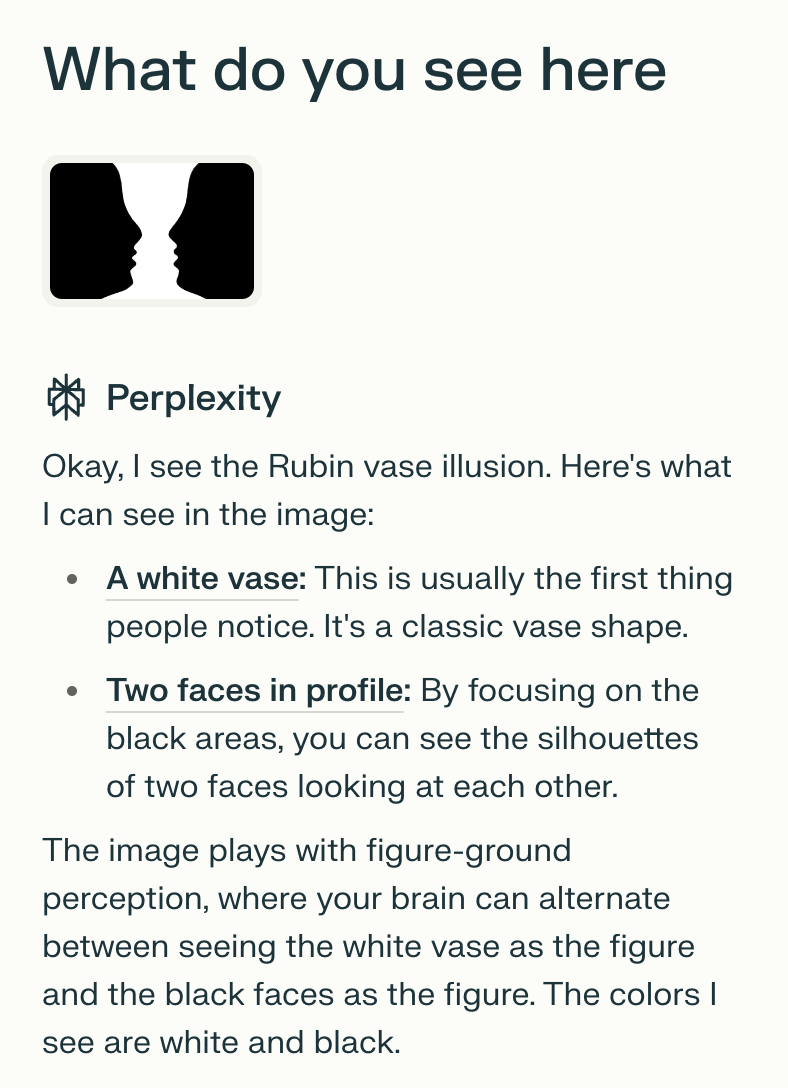 What do you see here
Perplexity
Okay, I see the Rubin vase illusion. Here's what
I can see in the image:
• A white vase: This is usually the first thing
people notice. It's a classic vase shape.
• Two faces in profile: By focusing on the
black areas, you can see the silhouettes
of two faces looking at each other.
The image plays with figure-ground
perception, where your brain can alternate
between seeing the white vase as the figure
and the black faces as the figure. The colors I
see are white and black.